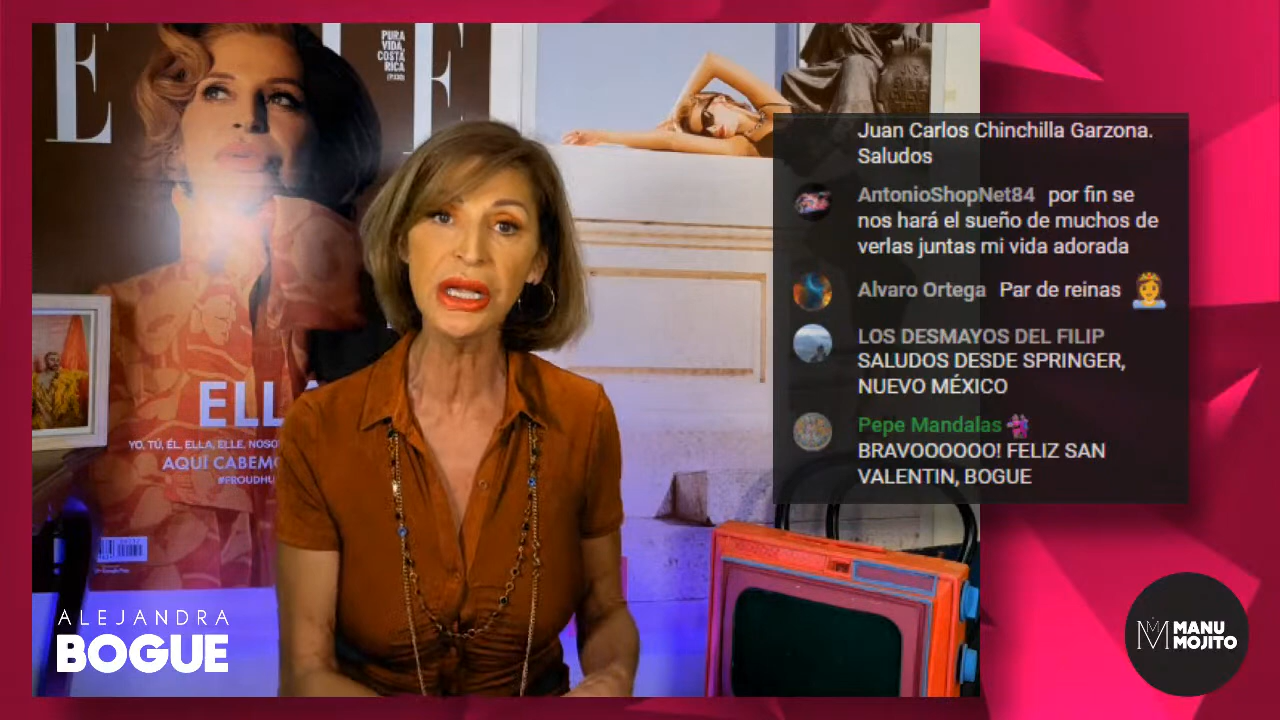 ELLE
PURA
VIDA,
COSTA
RICA
ELLA
YO, TÚ, ÉL, ELLA, ELLE, NOSO
AQUÍ CABEMO
#PROUDHU
ALEJANDRA
BOGUE
Juan Carlos Chinchilla Garzona.
Saludos
AntonioShopNet84 por fin se
nos hará el sueño de muchos de
verlas juntas mi vida adorada
Alvaro Ortega Par de reinas
LOS DESMAYOS DEL FILIP
SALUDOS DESDE SPRINGER,
NUEVO MÉXICO
Pepe Mandalas
BRAVOOOOOO! FELIZ SAN
VALENTIN, BOGUE
MANU
MOJITO